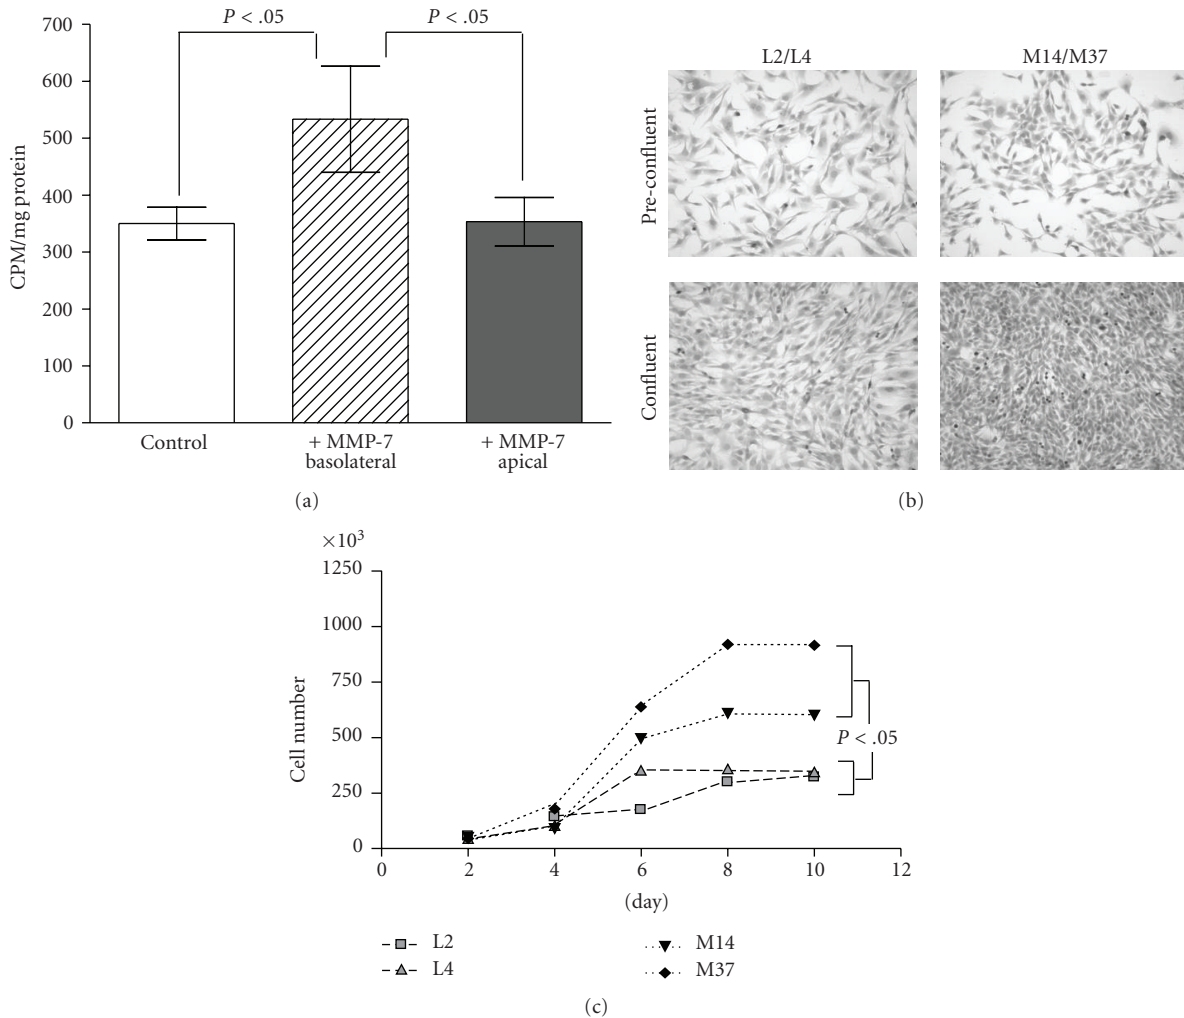 P < .05 P < .05
700
600
500
400
300
200
100
0
CPM/mg protein
Control
+ MMP-7
basolateral
+ MMP-7
apical
(a)
L2/L4 M14/M37
Pre-confluent
Confluent
(b)
×10³
1250
1000
750
500
250
0
Cell number
P < .05
0 2 4 6 8 10 12
(day)
L2
L4
M14
M37
(c)